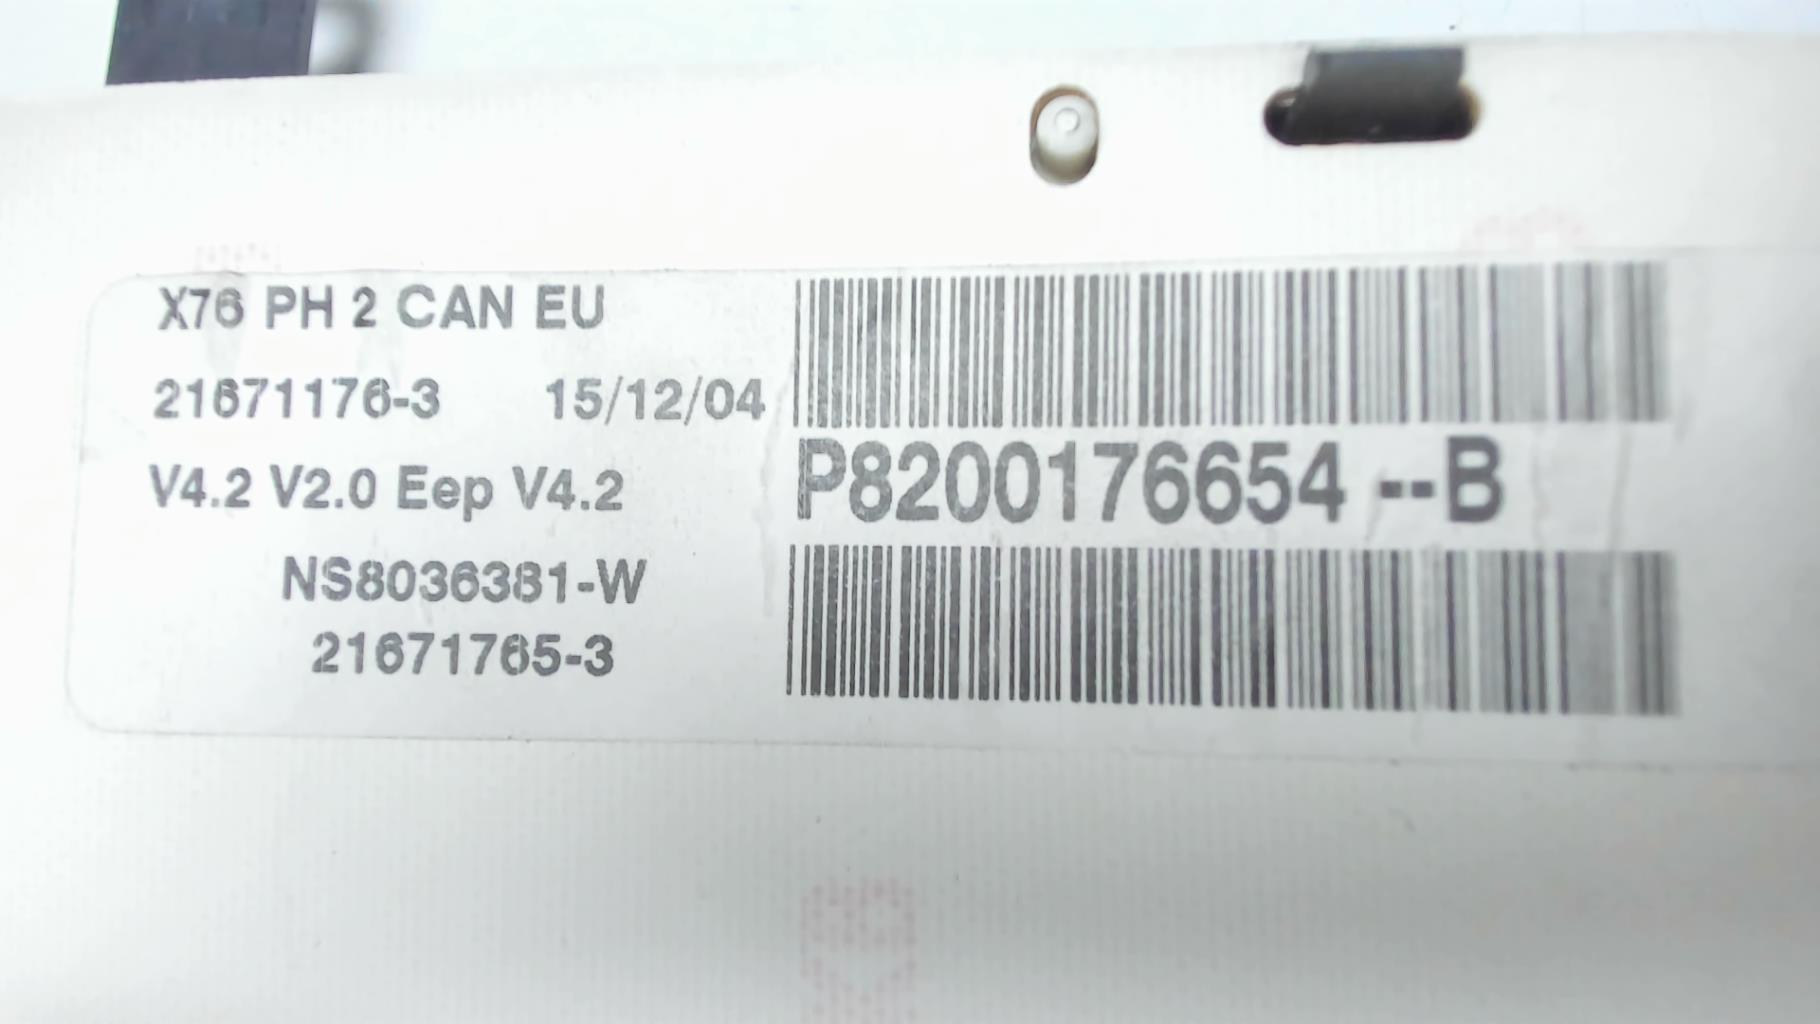 X76 PH 2 CAN EU
21671176-3 15/12/04
V4.2 V2.0 Eep V4.2
NS8036381-W
21671765-3
P8200176654 --B